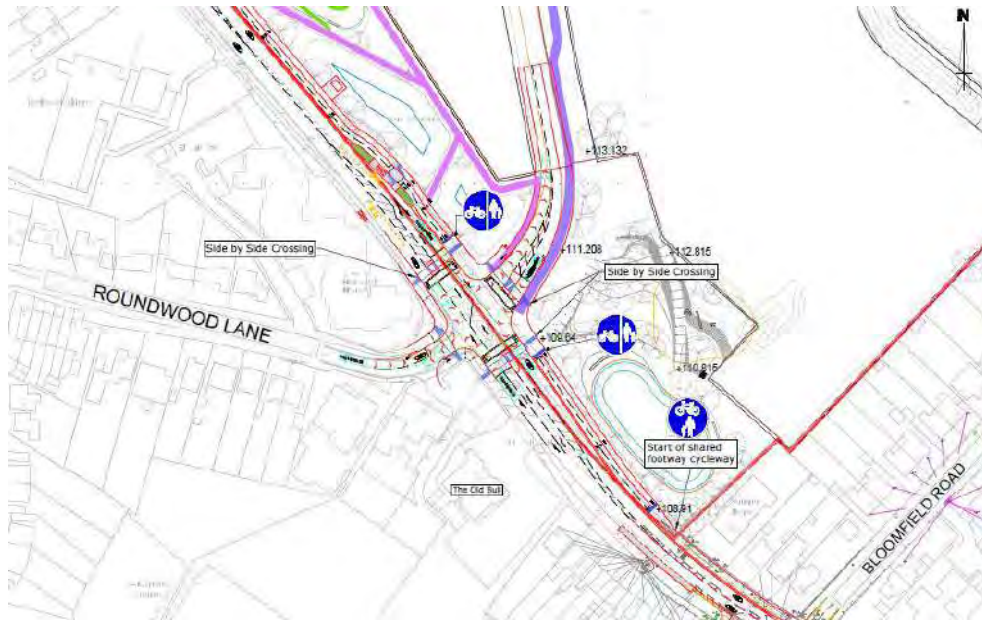 N
+113.132
+111.208
+112.815
Side by Side Crossing
Side by Side Crossing
ROUNDWOOD LANE
+109.64
+110.815
Start of shared
footway cycleway
The Old Bull
+108.91
BLOOMFIELD ROAD